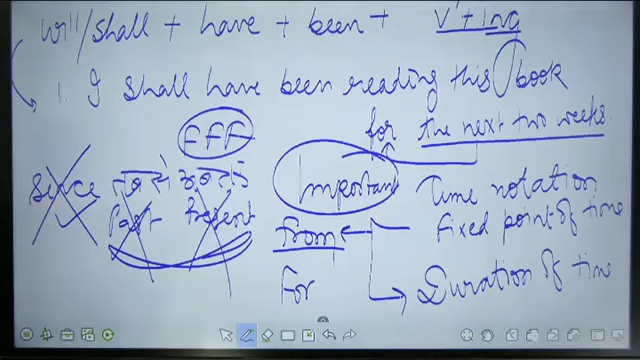 will/shall + have + been + V'+ing
1. I shall have been reading this book
for the next two weeks
FFF
Since
Important
Time notation
Past Present
from
fixed point of time
For
Duration of time